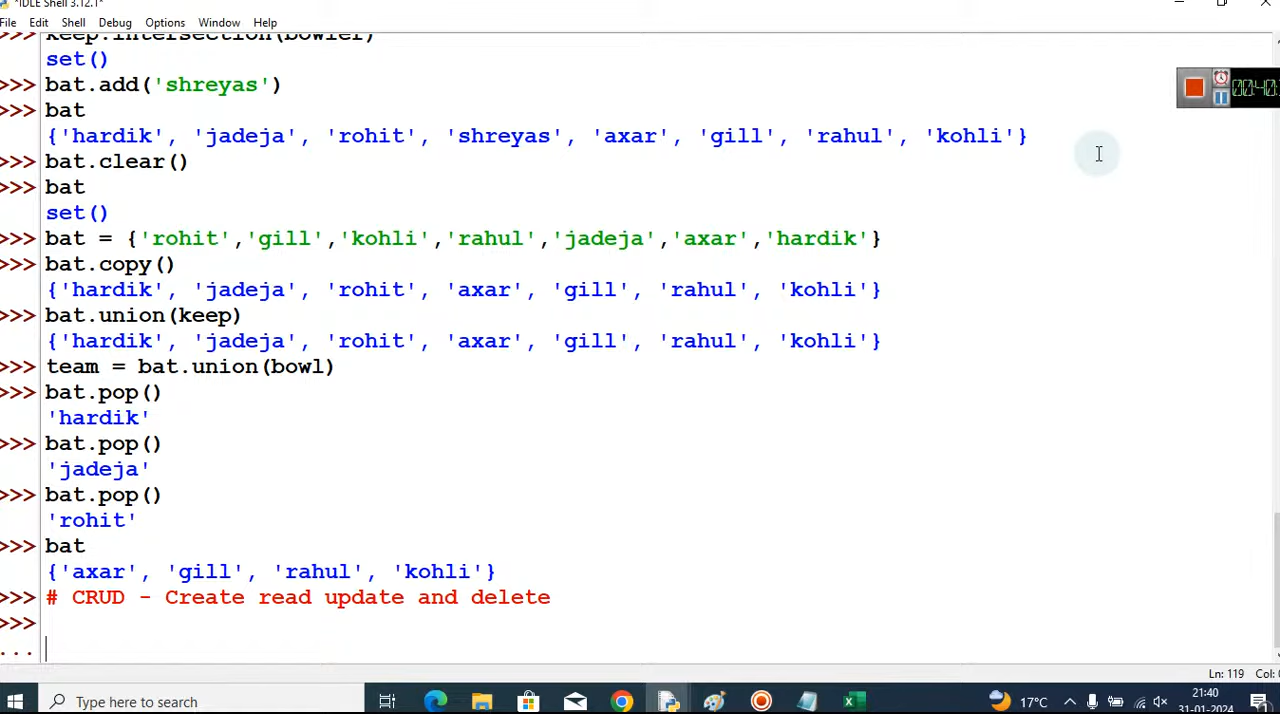 *IDLE Shell 3.12.1*
File Edit Shell Debug Options Window Help
>>> keep.intersection(bowler)
set()
>>> bat.add('shreyas')
>>> bat
{'hardik', 'jadeja', 'rohit', 'shreyas', 'axar', 'gill', 'rahul', 'kohli'}
>>> bat.clear()
>>> bat
set()
>>> bat = {'rohit','gill','kohli','rahul','jadeja','axar','hardik'}
>>> bat.copy()
{'hardik', 'jadeja', 'rohit', 'axar', 'gill', 'rahul', 'kohli'}
>>> bat.union(keep)
{'hardik', 'jadeja', 'rohit', 'axar', 'gill', 'rahul', 'kohli'}
>>> team = bat.union(bowl)
>>> bat.pop()
'hardik'
>>> bat.pop()
'jadeja'
>>> bat.pop()
'rohit'
>>> bat
{'axar', 'gill', 'rahul', 'kohli'}
>>> # CRUD - Create read update and delete
>>>
...
Ln: 119 Col:
Type here to search
17°C
21:40
31-01-2024